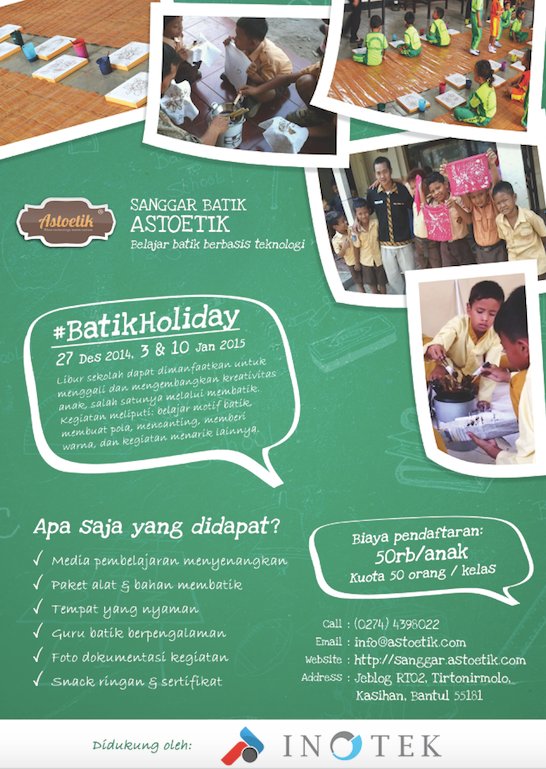 Astoetik
SANGGAR BATIK
ASTOETIK
Belajar batik berbasis teknologi
#BatikHoliday
27 Des 2014, 3 & 10 Jan 2015
Libur sekolah dapat dimanfaatkan untuk
menggali dan mengembangkan kreativitas
anak, salah satunya melalui membatik.
Kegiatan meliputi: belajar motif batik,
membuat pola, mencanting, memberi
warna, dan kegiatan menarik lainnya.
Apa saja yang didapat?
✓ Media pembelajaran menyenangkan
✓ Paket alat & bahan membatik
✓ Tempat yang nyaman
✓ Guru batik berpengalaman
✓ Foto dokumentasi kegiatan
✓ Snack ringan & sertifikat
Biaya pendaftaran:
50rb/anak
Kuota 50 orang / kelas
Call : (0274) 4398022
Email : info@astoetik.com
Website : http://sanggar.astoetik.com
Address : Jeblog RT02, Tirtonirmolo,
Kasihan, Bantul 55181
Didukung oleh:
INOTEK